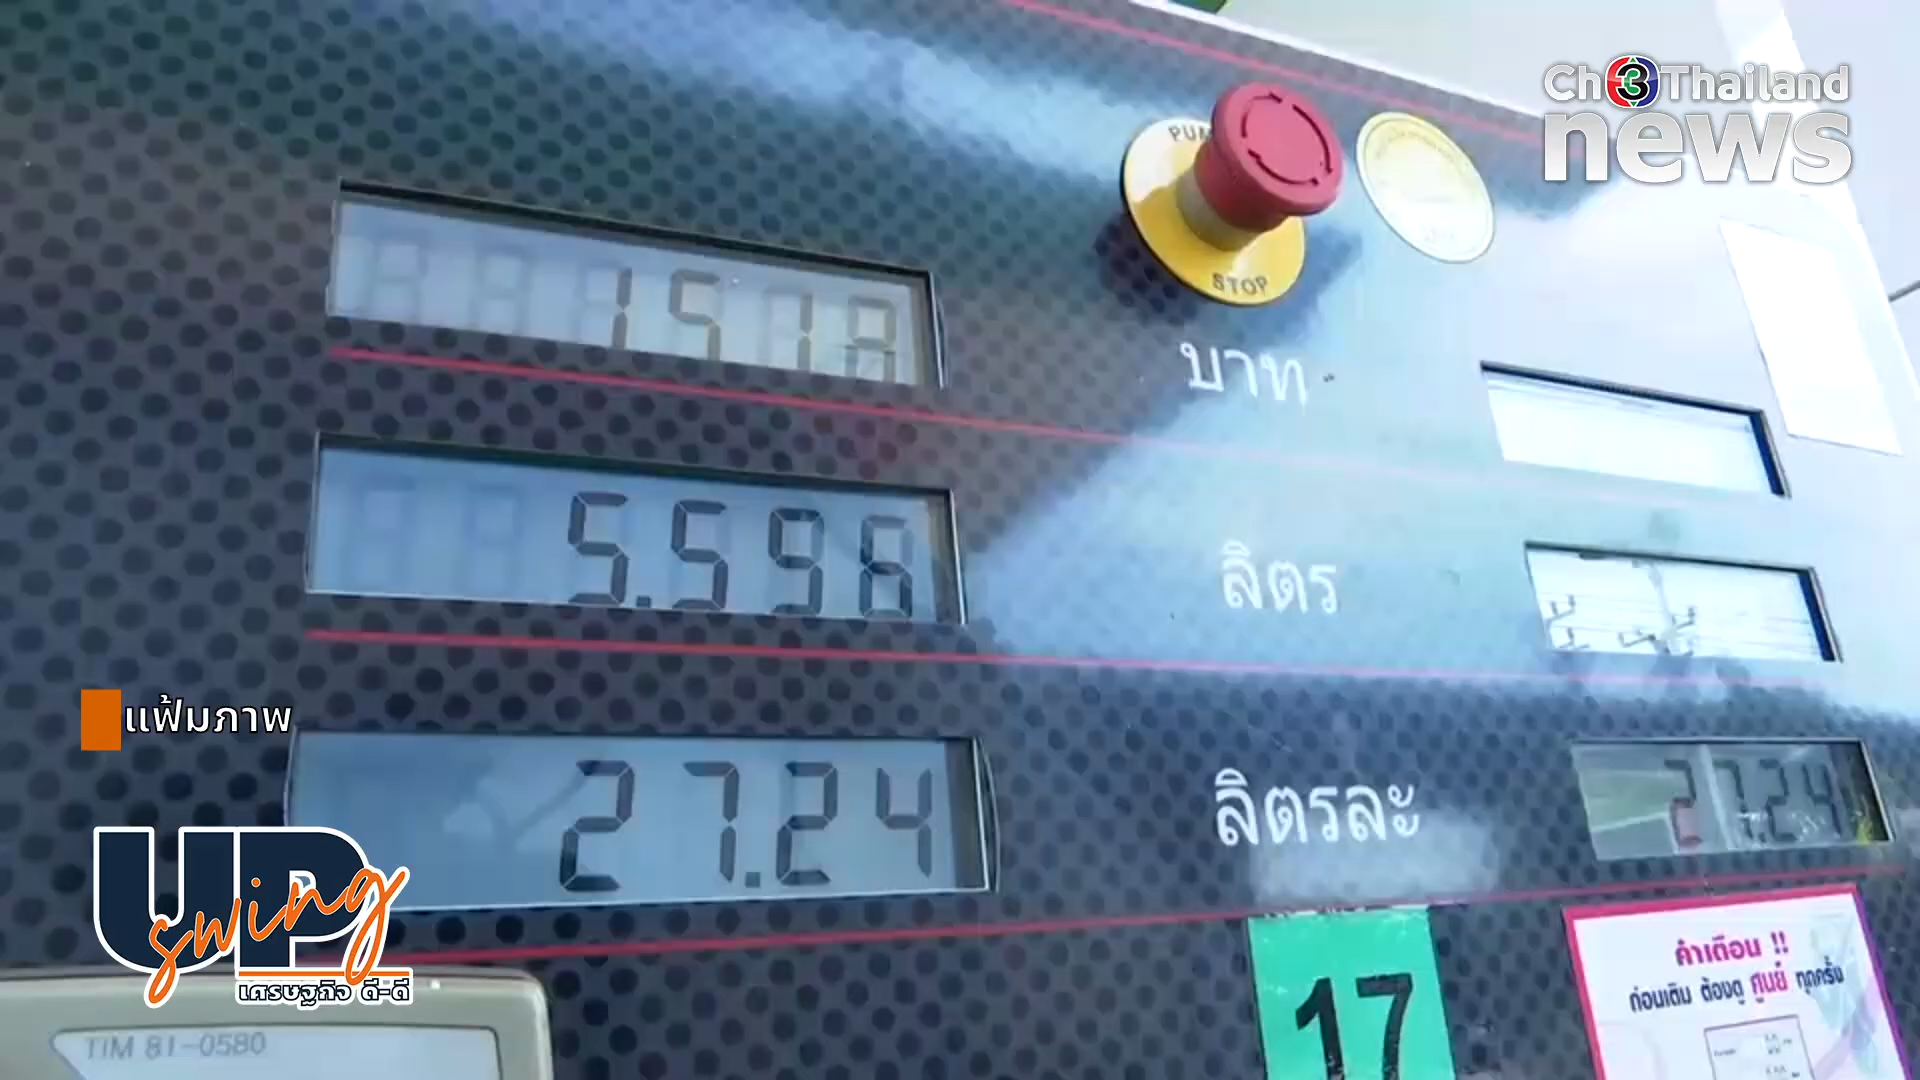 Ch3Thailand
news
STOP
บาท
5.596
ลิตร
แฟ้มภาพ
27.24
ลิตรละ
27.24
UP
swing
เศรษฐกิจ ดี-ดี
คำเตือน !!
ก่อนเติม ต้องดู ศูนย์ ทุกครั้ง
17
TIM 81-0580